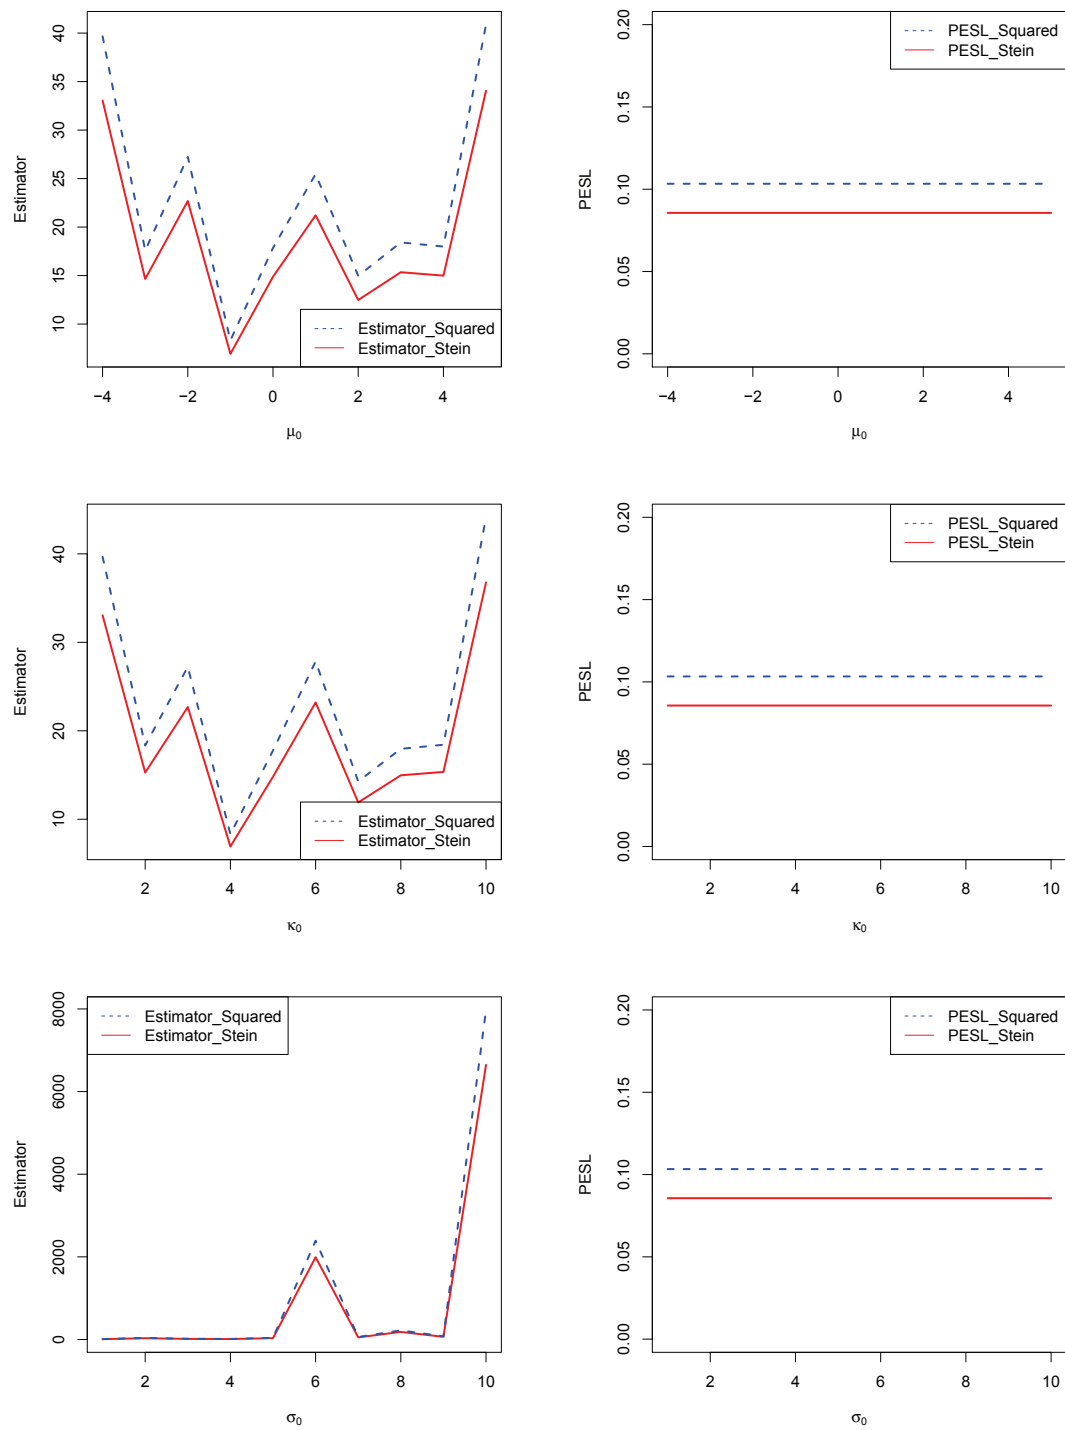 Estimator
40
35
30
25
20
15
10
Estimator_Squared
Estimator_Stein
−4 −2 0 2 4
μ0
PESL
0.20
0.15
0.10
0.05
0.00
PESL_Squared
PESL_Stein
−4 −2 0 2 4
μ0
Estimator
40
30
20
10
Estimator_Squared
Estimator_Stein
2 4 6 8 10
κ0
PESL
0.20
0.15
0.10
0.05
0.00
PESL_Squared
PESL_Stein
2 4 6 8 10
κ0
Estimator
8000
6000
4000
2000
0
Estimator_Squared
Estimator_Stein
2 4 6 8 10
σ0
PESL
0.20
0.15
0.10
0.05
0.00
PESL_Squared
PESL_Stein
2 4 6 8 10
σ0